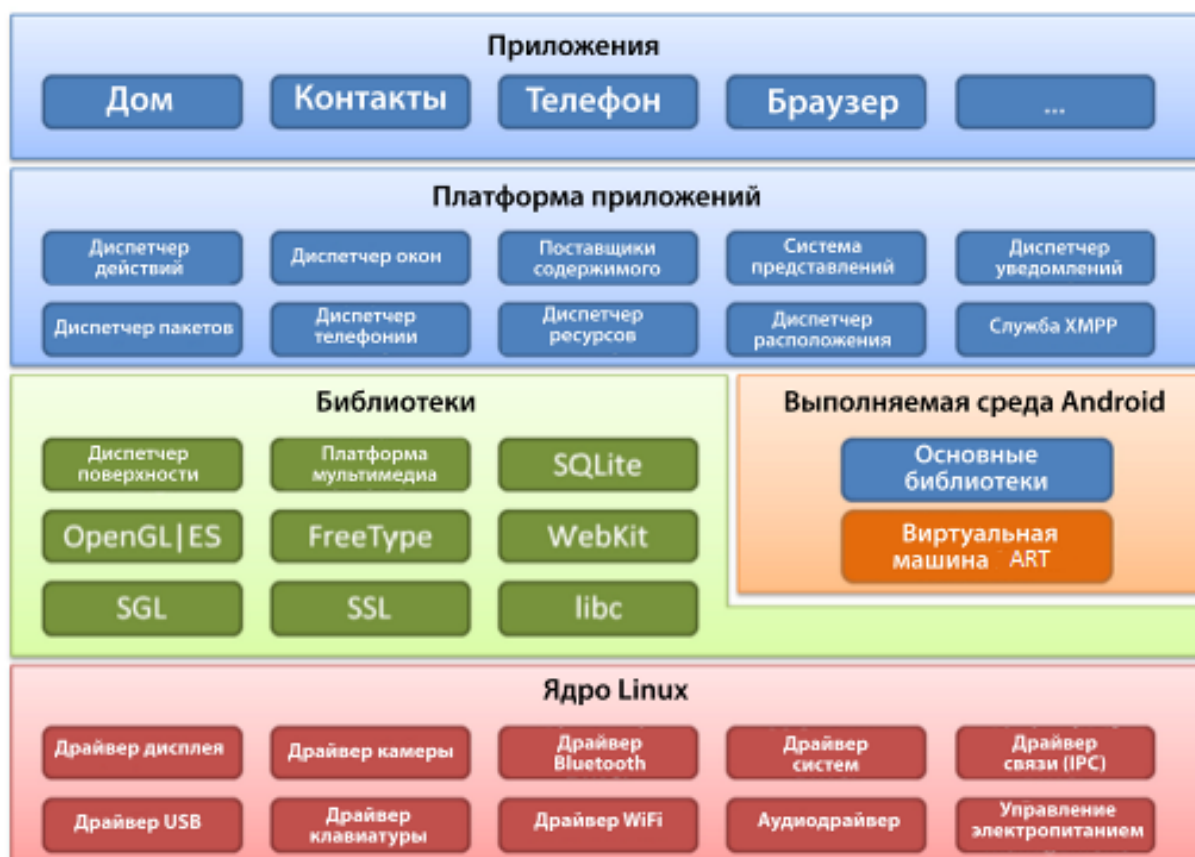 Приложения
Дом
Контакты
Телефон
Браузер
...
Платформа приложений
Диспетчер
действий
Диспетчер окон
Поставщики
содержимого
Система
представлений
Диспетчер
уведомлений
Диспетчер пакетов
Диспетчер
телефонии
Диспетчер
ресурсов
Диспетчер
расположения
Служба XMPP
Библиотеки
Диспетчер
поверхности
Платформа
мультимедиа
SQLite
OpenGL|ES
FreeType
WebKit
SGL
SSL
libc
Выполняемая среда Android
Основные
библиотеки
Виртуальная
машина ART
Ядро Linux
Драйвер дисплея
Драйвер камеры
Драйвер
Bluetooth
Драйвер
систем
Драйвер
связи (IPC)
Драйвер USB
Драйвер
клавиатуры
Драйвер WiFi
Аудиодрайвер
Управление
электропитанием